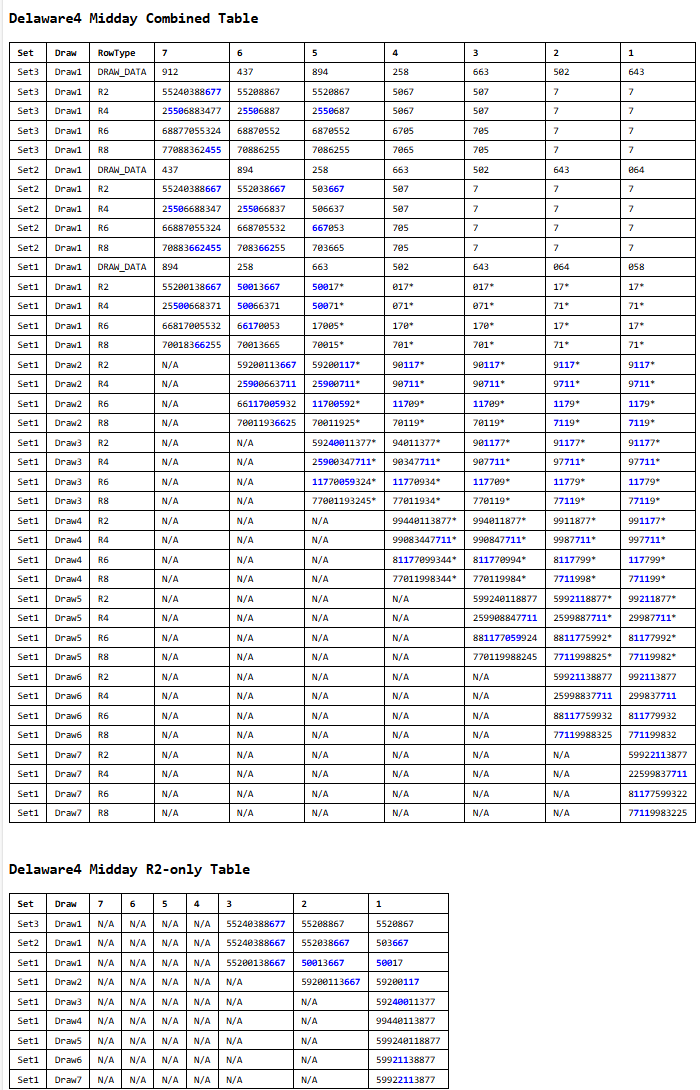 Delaware4 Midday Combined Table
Set Draw RowType 7 6 5 4 3 2 1
Set3 Draw1 DRAW_DATA 912 437 894 258 663 502 643
Set3 Draw1 R2 55240388677 55208867 5520867 5067 507 7 7
Set3 Draw1 R4 25506883477 25506887 2550687 5067 507 7 7
Set3 Draw1 R6 68877055324 68870552 6870552 6705 705 7 7
Set3 Draw1 R8 77088362455 70886255 7086255 7065 705 7 7
Set2 Draw1 DRAW_DATA 437 894 258 663 502 643 064
Set2 Draw1 R2 55240388667 552038667 503667 507 7 7 7
Set2 Draw1 R4 25506688347 255066837 506637 507 7 7 7
Set2 Draw1 R6 66887055324 668705532 667053 705 7 7 7
Set2 Draw1 R8 70883662455 708366255 703665 705 7 7 7
Set1 Draw1 DRAW_DATA 894 258 663 502 643 064 058
Set1 Draw1 R2 55200138667 50013667 50017* 017* 017* 17* 17*
Set1 Draw1 R4 25500668371 50066371 50071* 071* 071* 71* 71*
Set1 Draw1 R6 66817005532 66170053 17005* 170* 170* 17* 17*
Set1 Draw1 R8 70018366255 70013665 70015* 701* 701* 71* 71*
Set1 Draw2 R2 N/A 59200113667 59200117* 90117* 90117* 9117* 9117*
Set1 Draw2 R4 N/A 25900663711 25900711* 90711* 90711* 9711* 9711*
Set1 Draw2 R6 N/A 66117005932 11700592* 11709* 11709* 1179* 1179*
Set1 Draw2 R8 N/A 70011936625 70011925* 70119* 70119* 7119* 7119*
Set1 Draw3 R2 N/A N/A 59240011377* 94011377* 901177* 91177* 91177*
Set1 Draw3 R4 N/A N/A 25900347711* 90347711* 907711* 97711* 97711*
Set1 Draw3 R6 N/A N/A 11770059324* 11770934* 117709* 11779* 11779*
Set1 Draw3 R8 N/A N/A 77001193245* 77011934* 770119* 77119* 77119*
Set1 Draw4 R2 N/A N/A N/A 99440113877* 994011877* 9911877* 991177*
Set1 Draw4 R4 N/A N/A N/A 99083447711* 990847711* 9987711* 997711*
Set1 Draw4 R6 N/A N/A N/A 81177099344* 811770994* 8117799* 117799*
Set1 Draw4 R8 N/A N/A N/A 77011998344* 770119984* 7711998* 771199*
Set1 Draw5 R2 N/A N/A N/A N/A 599240118877 5992118877* 99211877*
Set1 Draw5 R4 N/A N/A N/A N/A 259908847711 2599887711* 29987711*
Set1 Draw5 R6 N/A N/A N/A N/A 881177059924 8811775992* 81177992*
Set1 Draw5 R8 N/A N/A N/A N/A 770119988245 7711998825* 77119982*
Set1 Draw6 R2 N/A N/A N/A N/A N/A 59921138877 992113877
Set1 Draw6 R4 N/A N/A N/A N/A N/A 25998837711 299837711
Set1 Draw6 R6 N/A N/A N/A N/A N/A 88117759932 811779932
Set1 Draw6 R8 N/A N/A N/A N/A N/A 77119988325 771199832
Set1 Draw7 R2 N/A N/A N/A N/A N/A N/A 59922113877
Set1 Draw7 R4 N/A N/A N/A N/A N/A N/A 22599837711
Set1 Draw7 R6 N/A N/A N/A N/A N/A N/A 81177599322
Set1 Draw7 R8 N/A N/A N/A N/A N/A N/A 77119983225
Delaware4 Midday R2-only Table
Set Draw 7 6 5 4 3 2 1
Set3 Draw1 N/A N/A N/A N/A 55240388677 55208867 5520867
Set2 Draw1 N/A N/A N/A N/A 55240388667 552038667 503667
Set1 Draw1 N/A N/A N/A N/A 55200138667 50013667 50017
Set1 Draw2 N/A N/A N/A N/A N/A 59200113667 59200117
Set1 Draw3 N/A N/A N/A N/A N/A N/A 59240011377
Set1 Draw4 N/A N/A N/A N/A N/A N/A 99440113877
Set1 Draw5 N/A N/A N/A N/A N/A N/A 599240118877
Set1 Draw6 N/A N/A N/A N/A N/A N/A 59921138877
Set1 Draw7 N/A N/A N/A N/A N/A N/A 59922113877